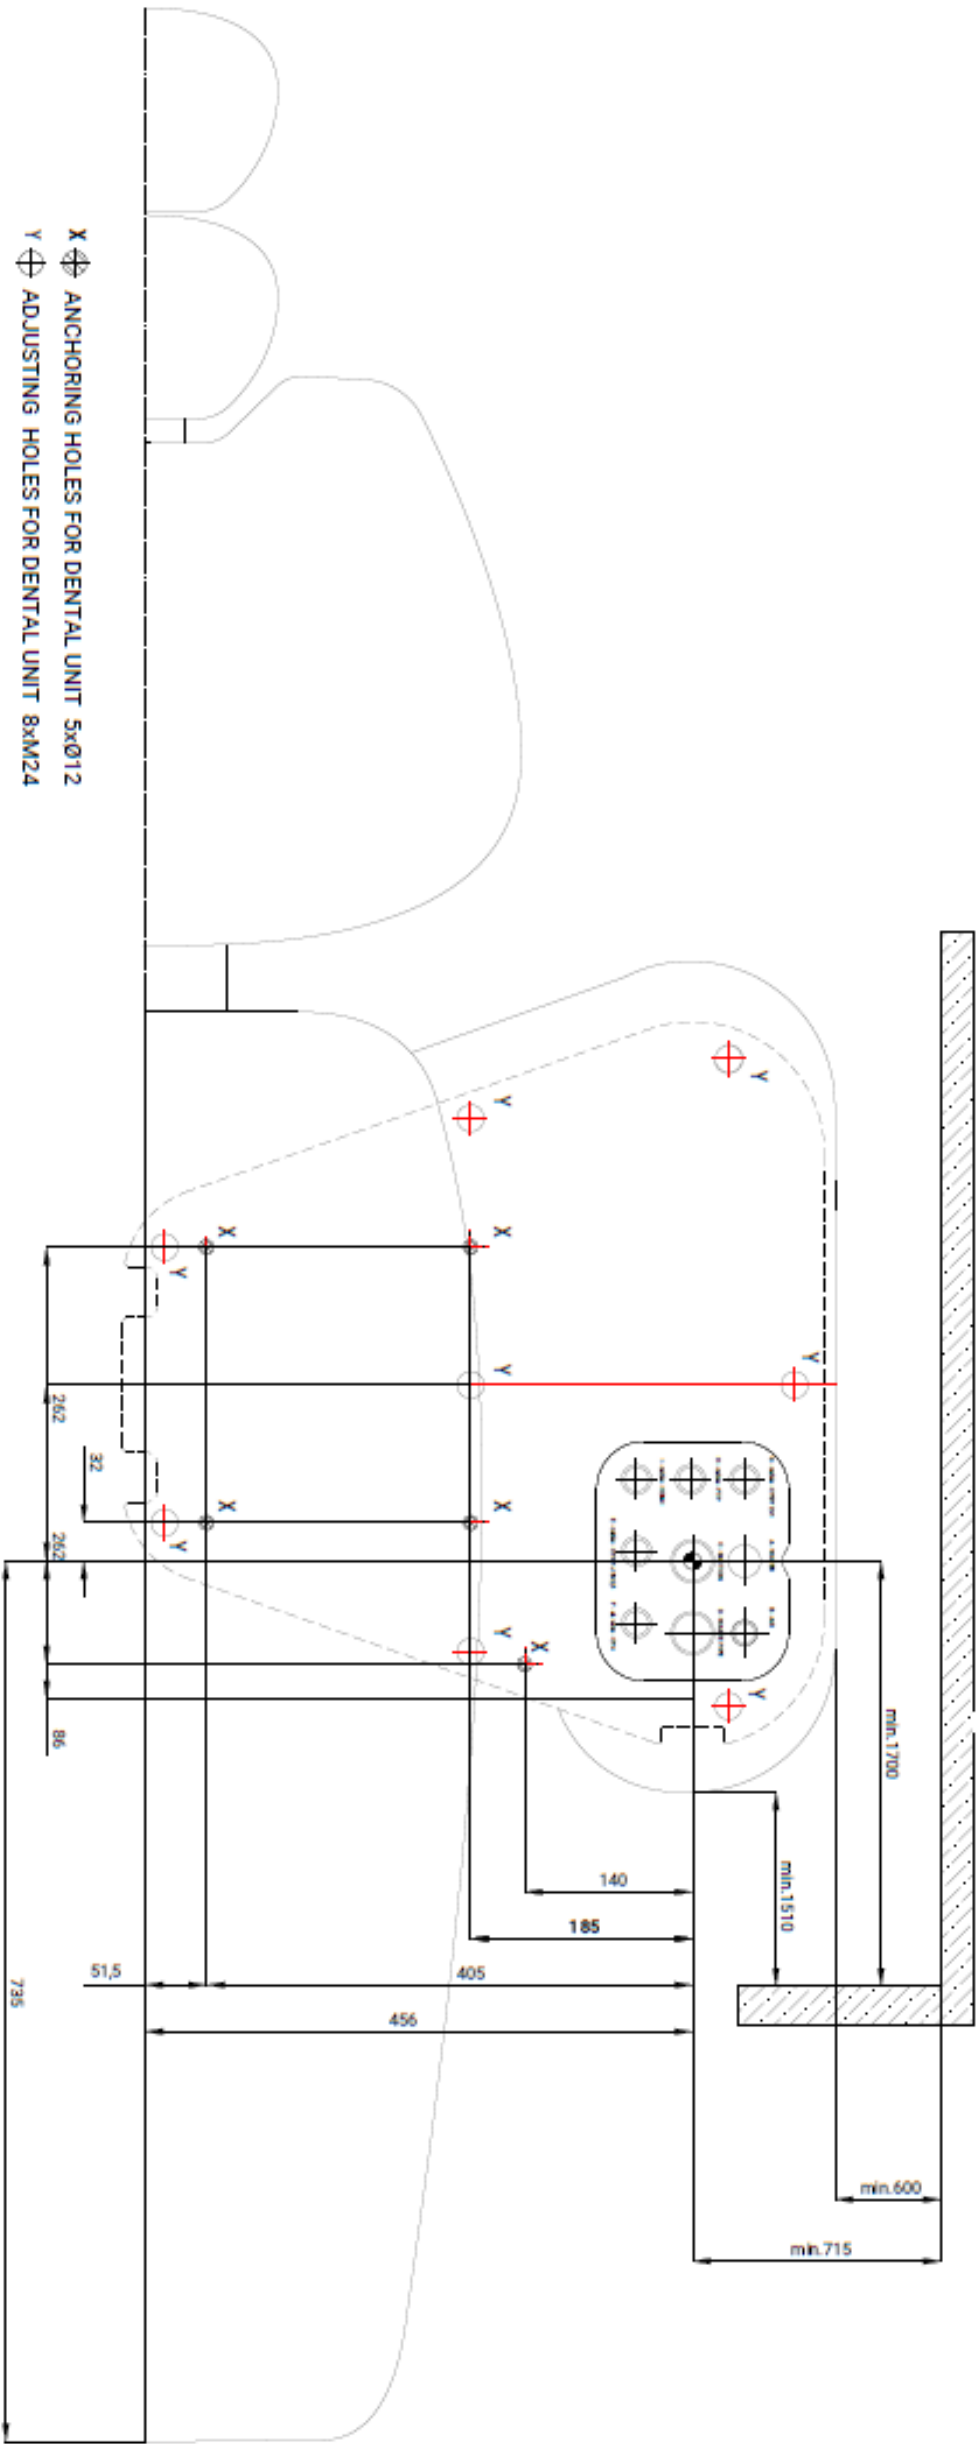 X ANCHORING HOLES FOR DENTAL UNIT 5xØ12
Y ADJUSTING HOLES FOR DENTAL UNIT 8xM24
Y
Y
X
X
Y
Y
Y
X
X
Y
Y
X
Y
262
32
262
86
735
min.1700
min.1510
140
185
51,5
405
456
min.600
min.715